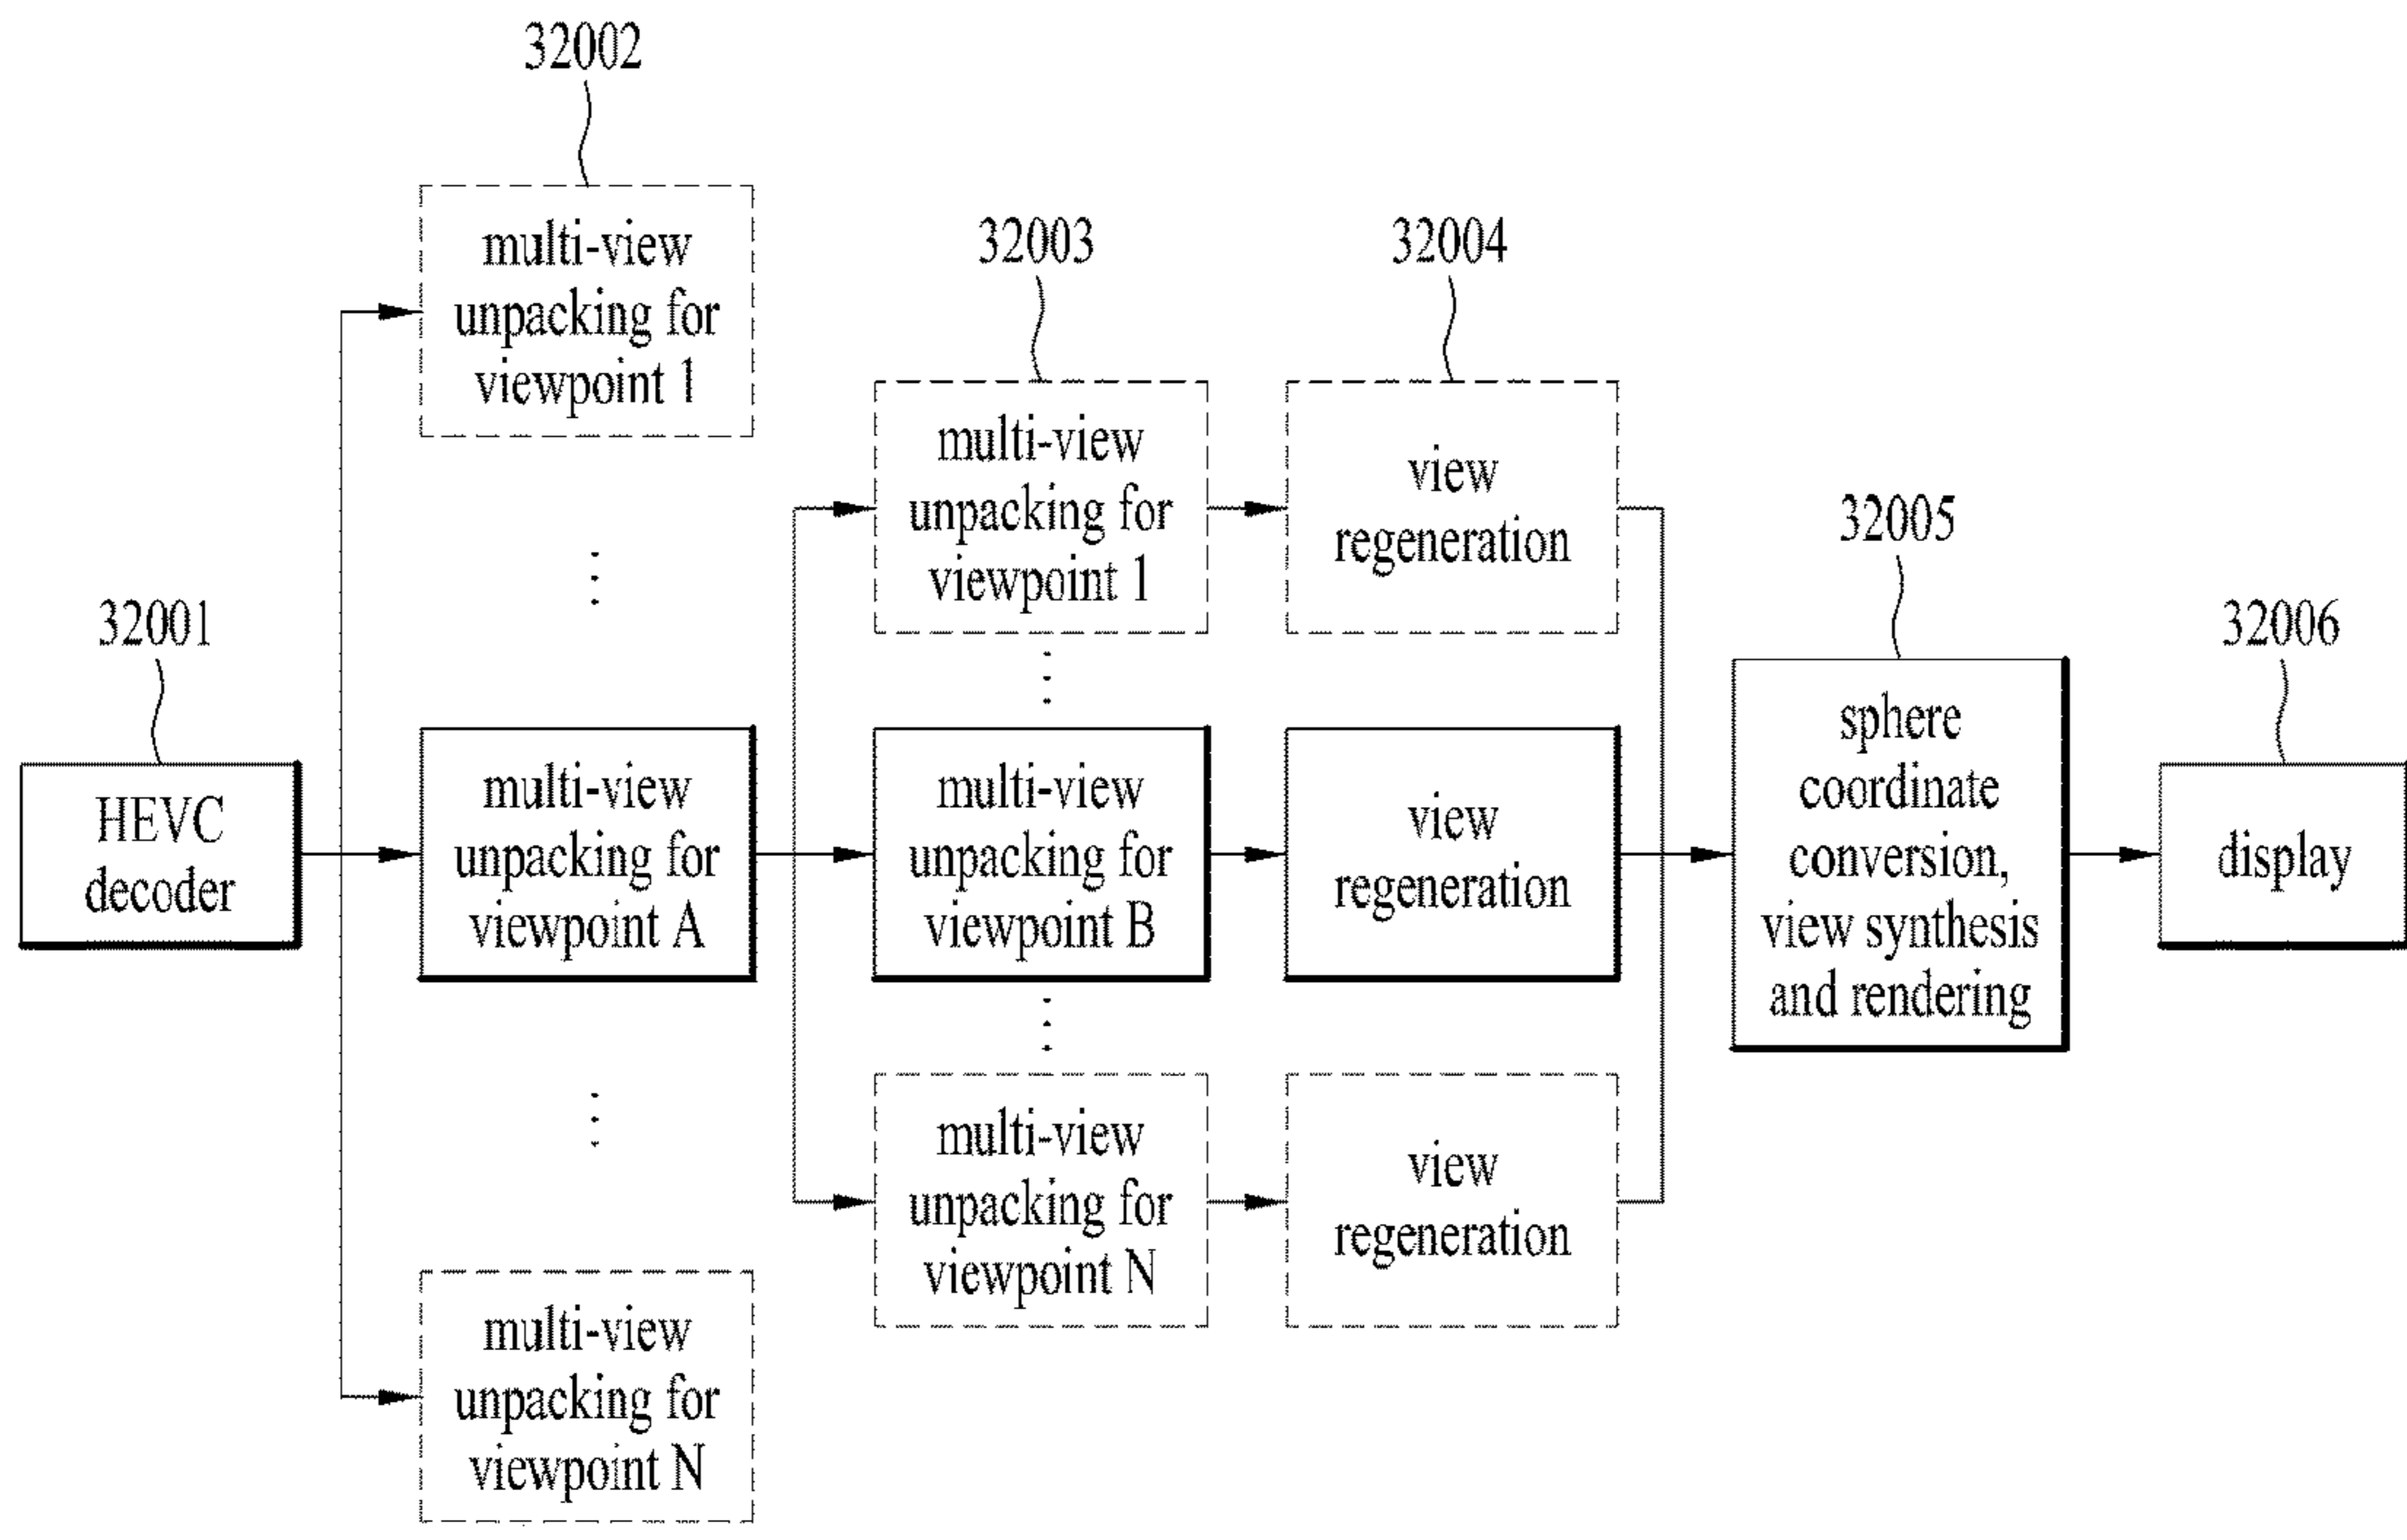 32002
multi-view
unpacking for
viewpoint 1
32003
multi-view
unpacking for
viewpoint 1
32004
view
regeneration
32001
HEVC
decoder
multi-view
unpacking for
viewpoint A
multi-view
unpacking for
viewpoint B
view
regeneration
32005
sphere
coordinate
conversion,
view synthesis
and rendering
32006
display
multi-view
unpacking for
viewpoint N
view
regeneration
multi-view
unpacking for
viewpoint N